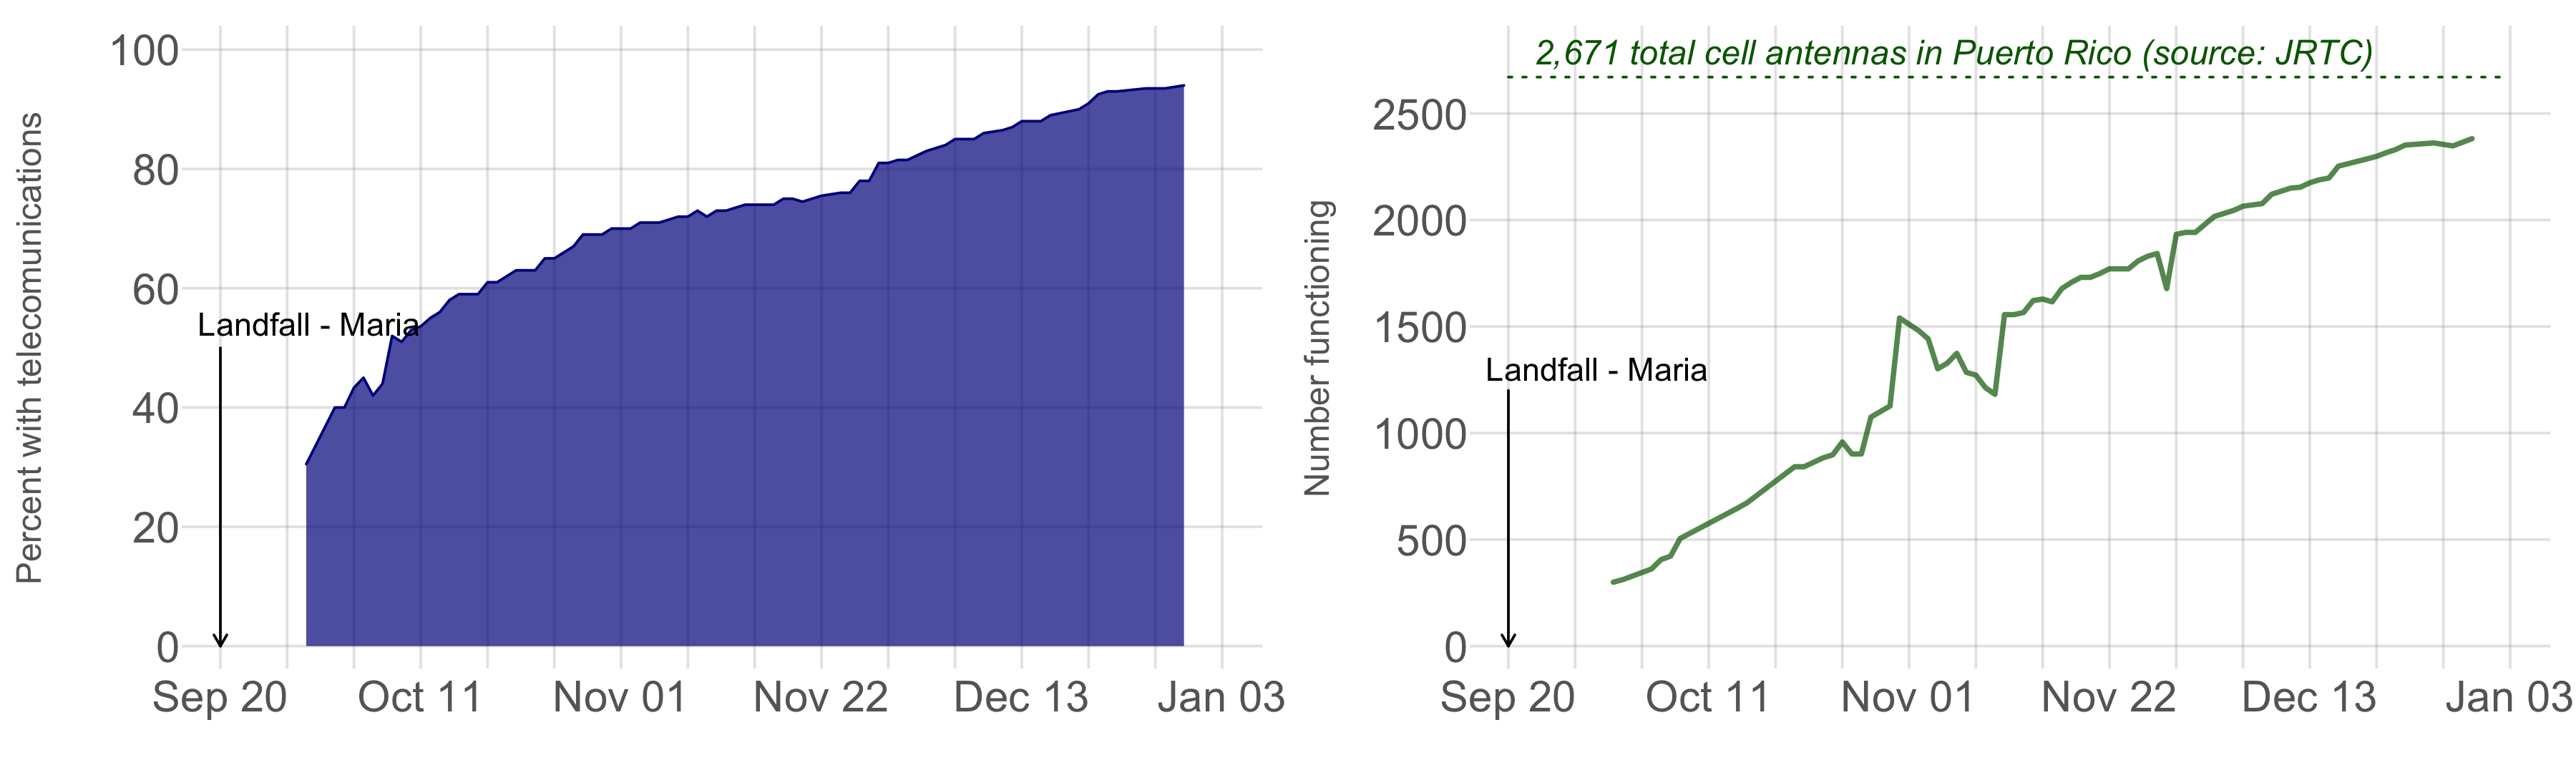 Percent with telecomunications
100
80
60
40
20
0
Landfall - Maria
Sep 20 Oct 11 Nov 01 Nov 22 Dec 13 Jan 03
Number functioning
2,671 total cell antennas in Puerto Rico (source: JRTC)
2500
2000
1500
1000
500
0
Landfall - Maria
Sep 20 Oct 11 Nov 01 Nov 22 Dec 13 Jan 03